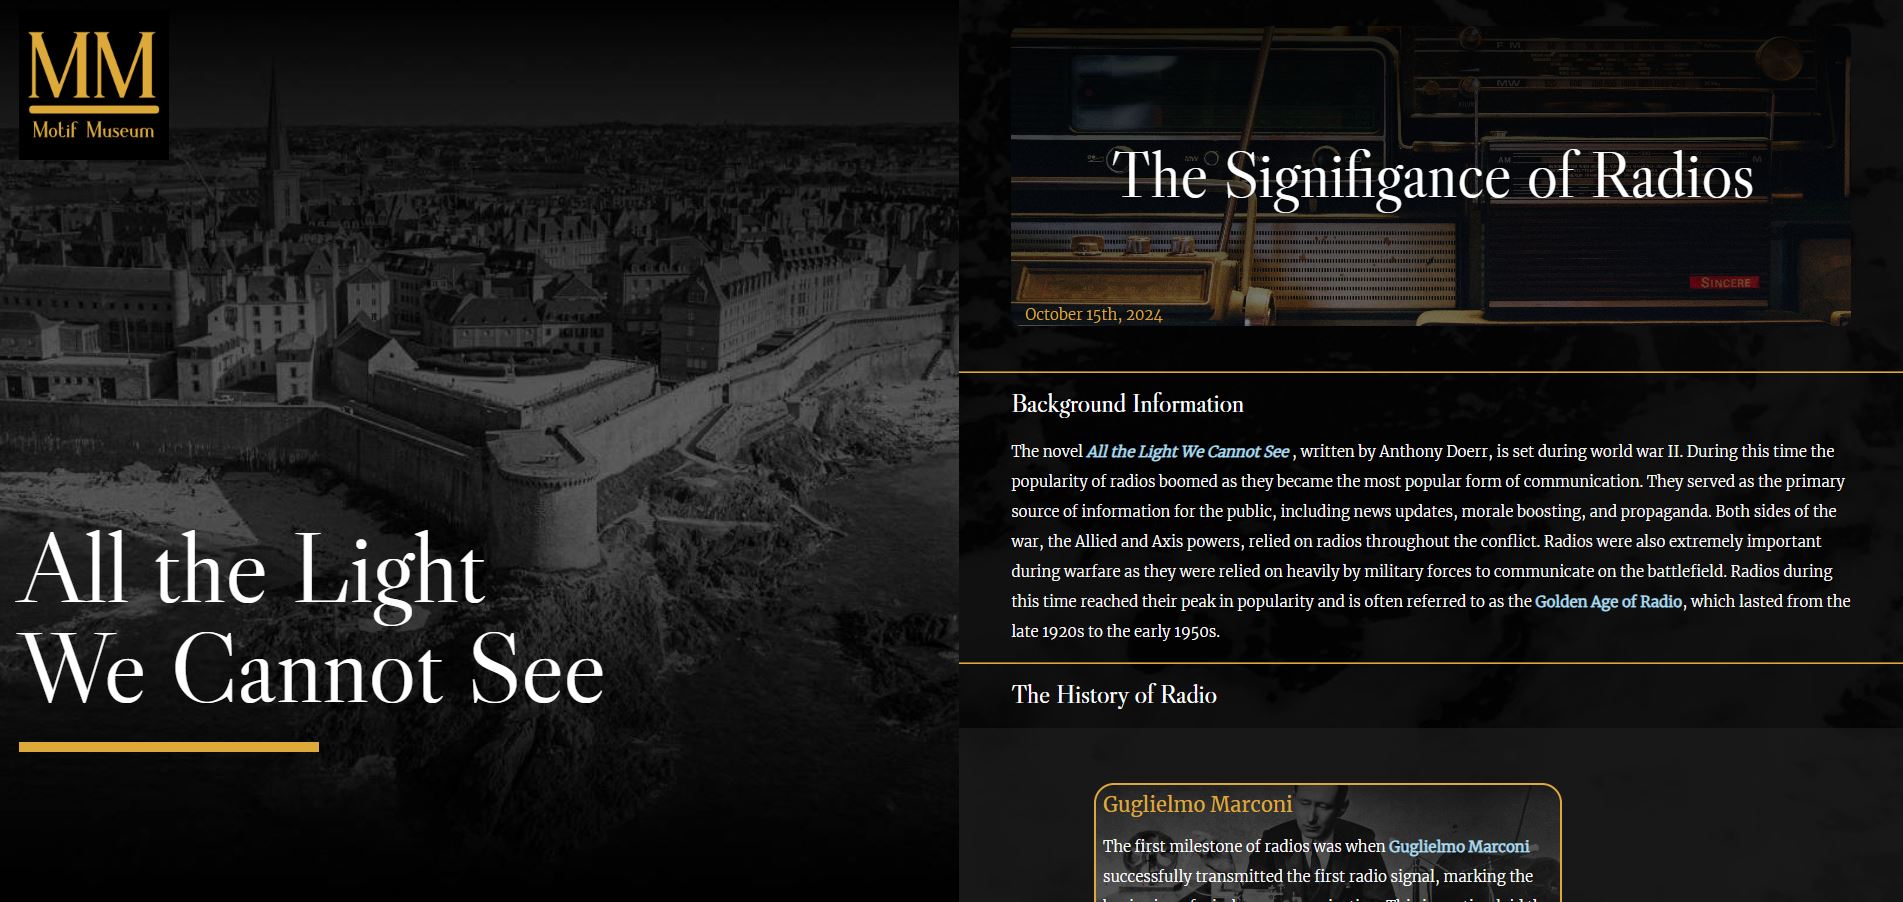 MM
Motif Museum
All the Light
We Cannot See
The Signifigance of Radios
FM
MW
AM
MW
SINCERE
October 15th, 2024
Background Information
The novel All the Light We Cannot See , written by Anthony Doerr, is set during world war II. During this time the
popularity of radios boomed as they became the most popular form of communication. They served as the primary
source of information for the public, including news updates, morale boosting, and propaganda. Both sides of the
war, the Allied and Axis powers, relied on radios throughout the conflict. Radios were also extremely important
during warfare as they were relied on heavily by military forces to communicate on the battlefield. Radios during
this time reached their peak in popularity and is often referred to as the Golden Age of Radio, which lasted from the
late 1920s to the early 1950s.
The History of Radio
Guglielmo Marconi
The first milestone of radios was when Guglielmo Marconi
successfully transmitted the first radio signal, marking the